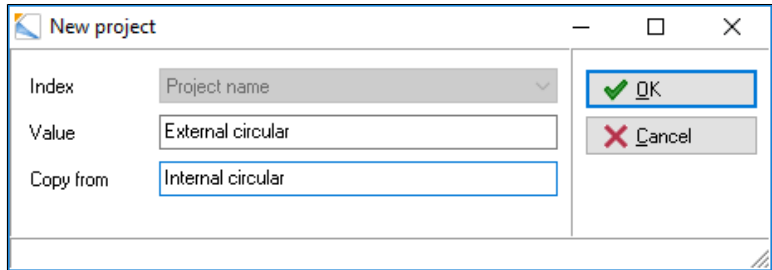 New project
Index
Project name
OK
Value
External circular
Cancel
Copy from
Internal circular